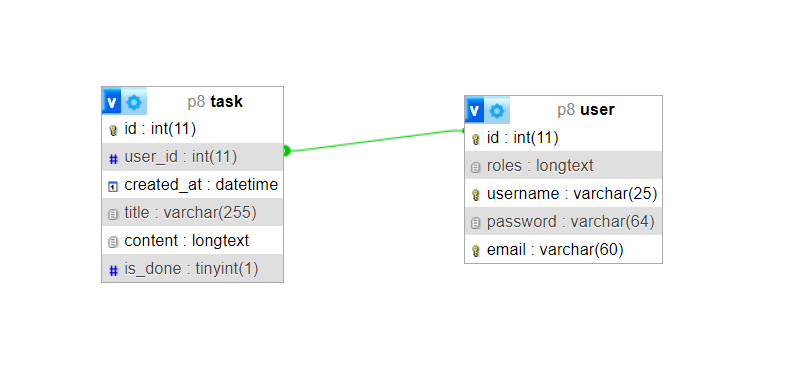 v p8 task
id : int(11)
# user_id : int(11)
1 created_at : datetime
title : varchar(255)
content : longtext
# is_done : tinyint(1)
v p8 user
id : int(11)
roles : longtext
username : varchar(25)
password : varchar(64)
email : varchar(60)